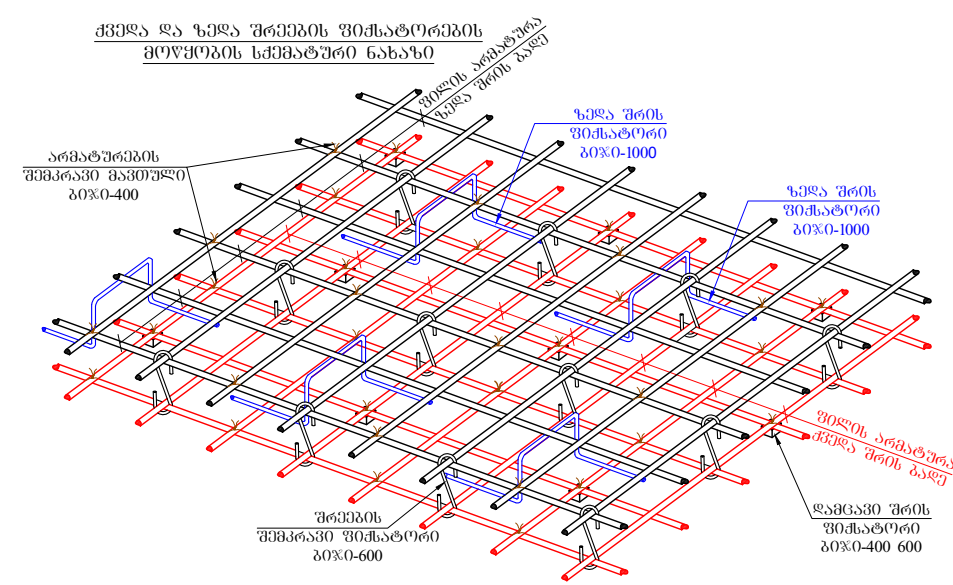 ქვედა და ზედა შრეების ფიქსატორების
მოწყობის სქემატური ნახაზი
ფილის არმატურა
ზედა შრის ბადე
ზედა შრის
ფიქსატორი
ბიჯი-1000
არმატურების
შემკრავი მავთული
ბიჯი-400
ზედა შრის
ფიქსატორი
ბიჯი-1000
ფილის არმატურა
ქვედა შრის ბადე
შრეების
შემკრავი ფიქსატორი
ბიჯი-600
დამცავი შრის
ფიქსატორი
ბიჯი-400 600